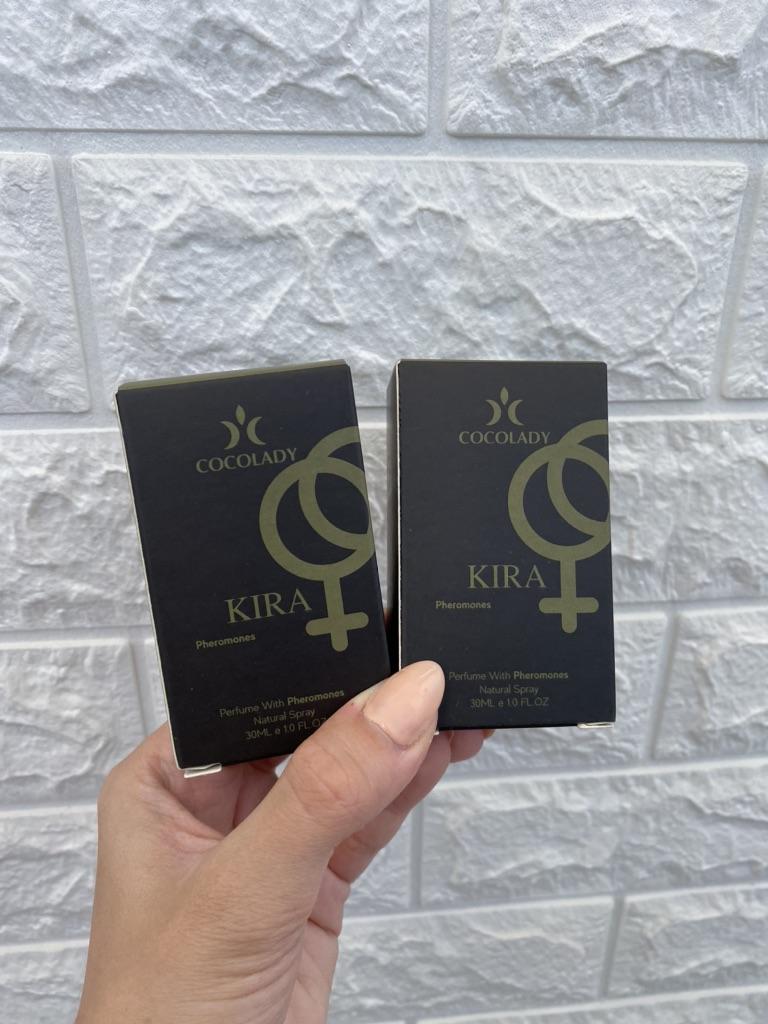 COCOLADY
KIRA
Pheromones
Perfume With Pheromones
Natural Spray
30ML e 1.0 FL.OZ
COCOLADY
KIRA
Pheromones
Perfume With Pheromones
Natural Spray
30ML e 1.0 FL.OZ